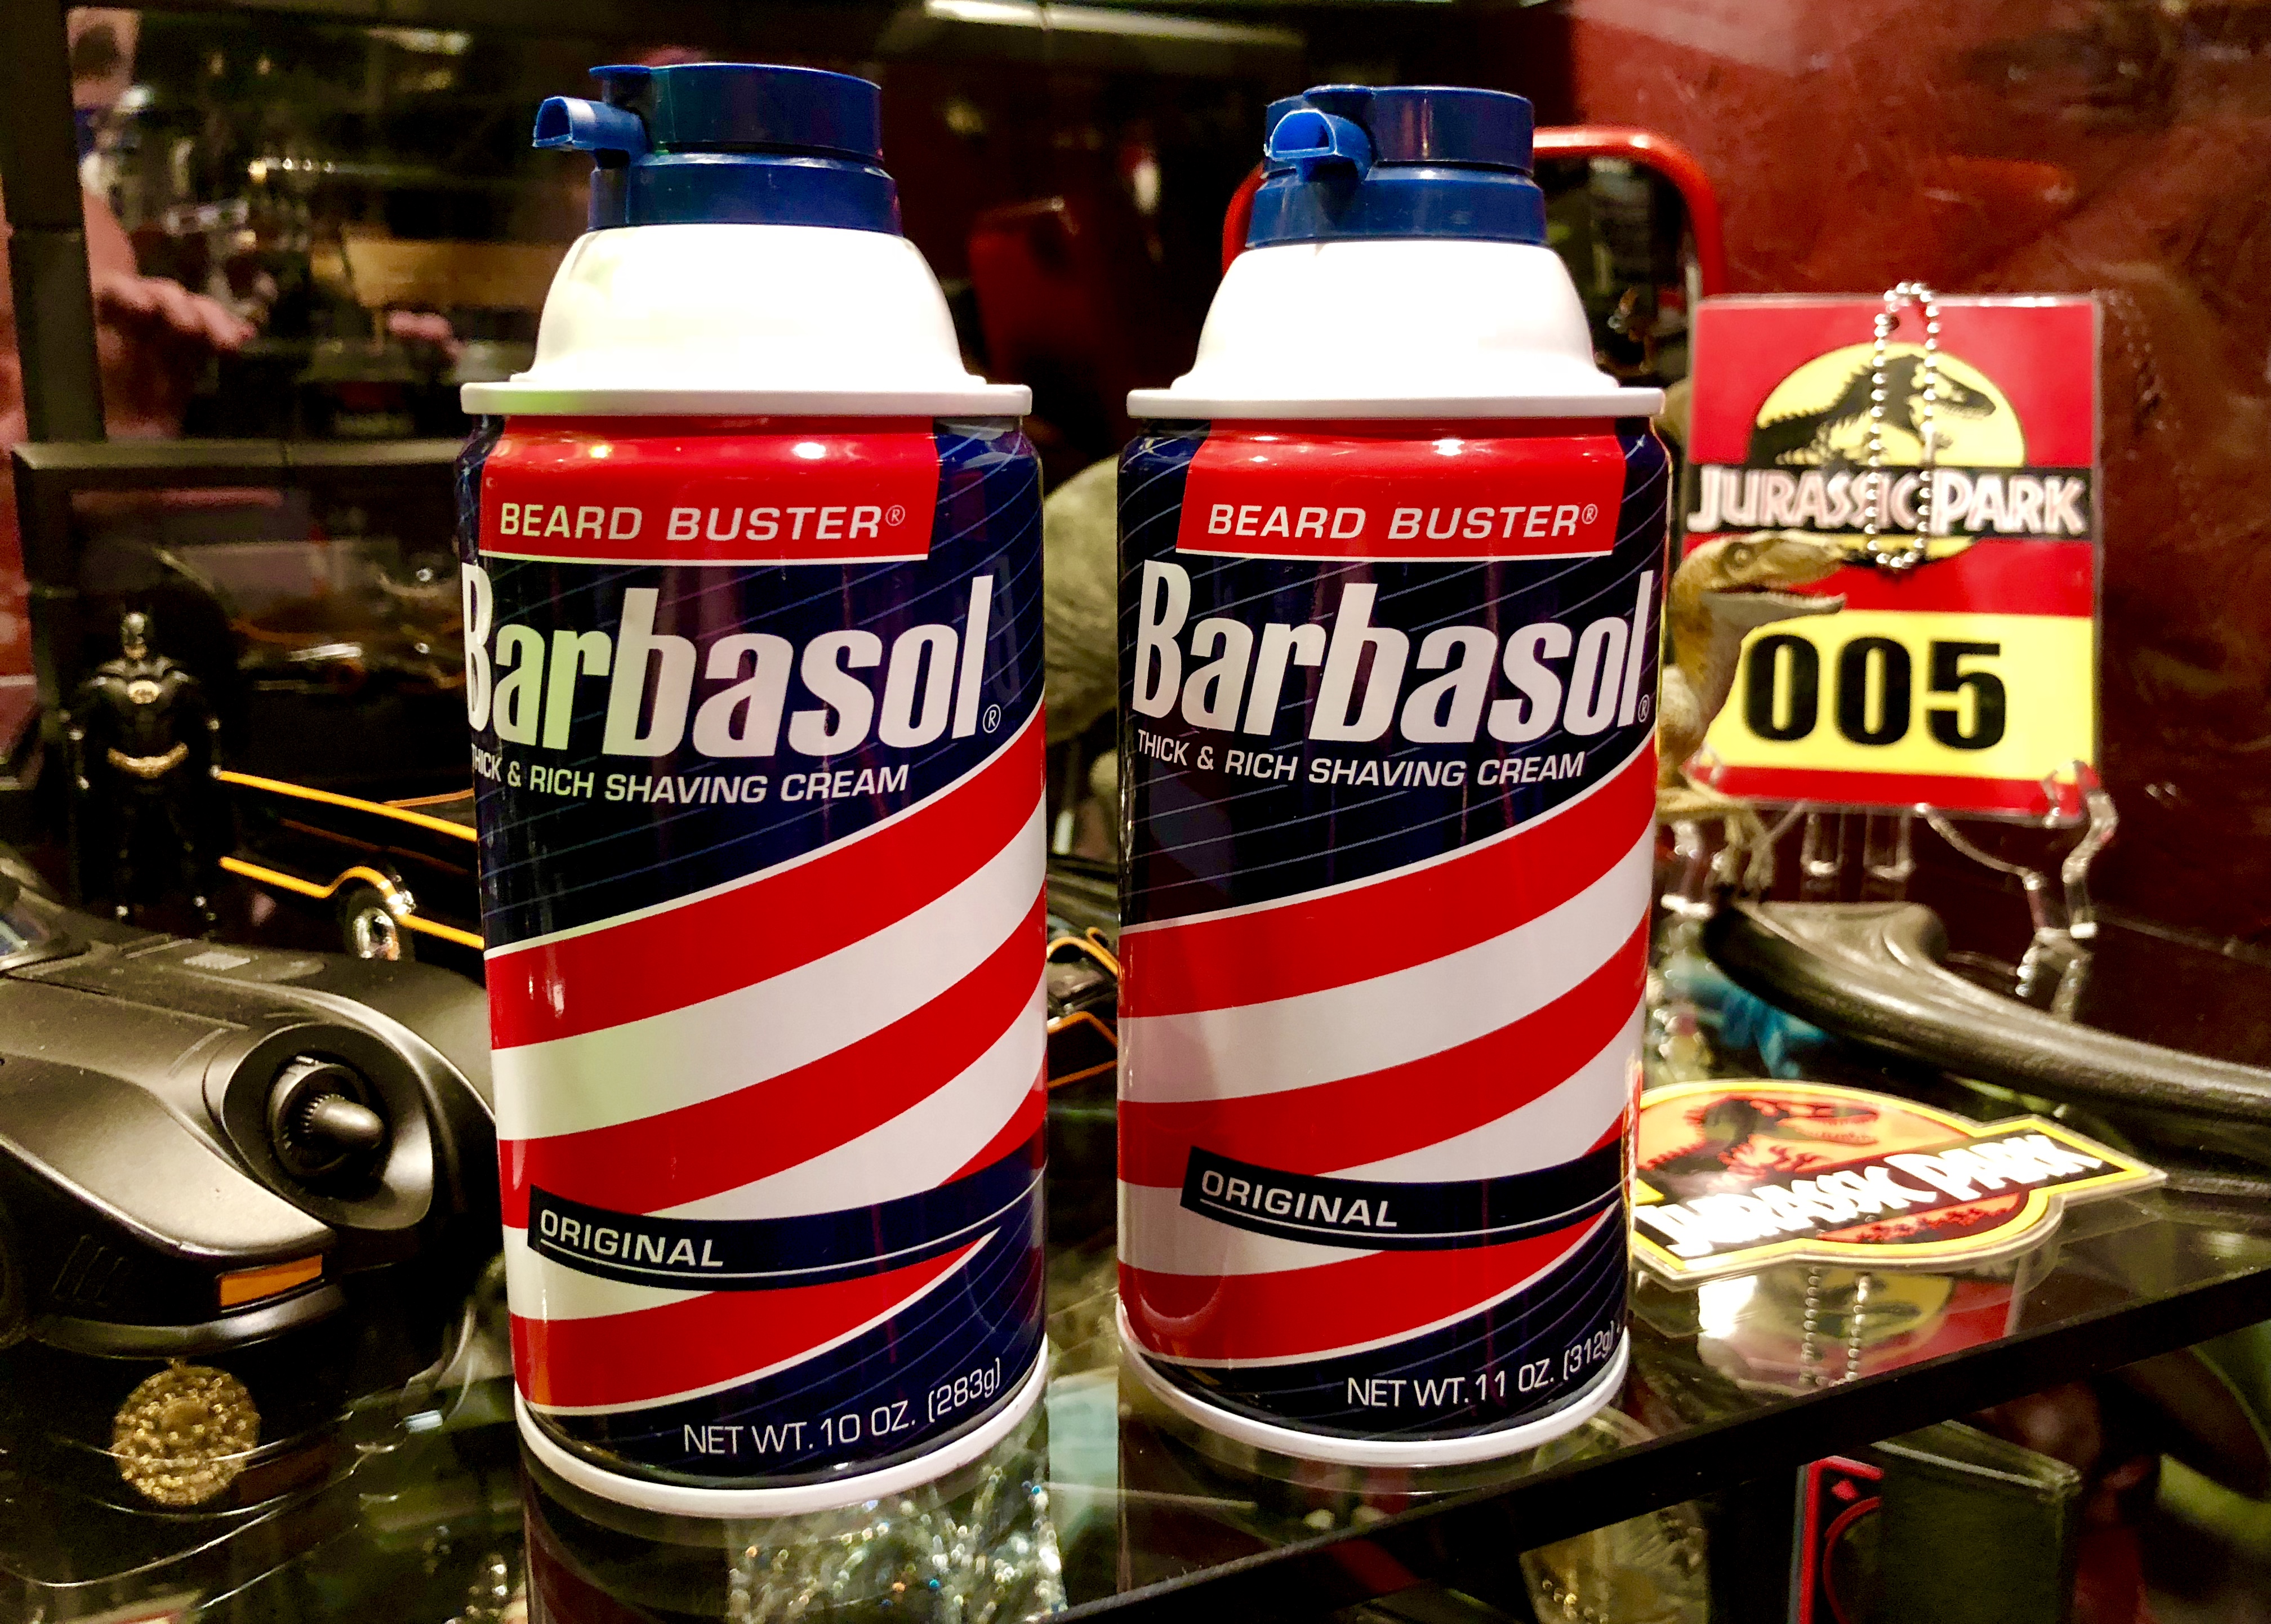 BEARD BUSTER®
Barbasol®
THICK & RICH SHAVING CREAM
ORIGINAL
NET WT. 10 OZ. (283g)
BEARD BUSTER®
Barbasol®
THICK & RICH SHAVING CREAM
ORIGINAL
NET WT. 11 OZ. (312g)
JURASSIC PARK
005
JURASSIC PARK